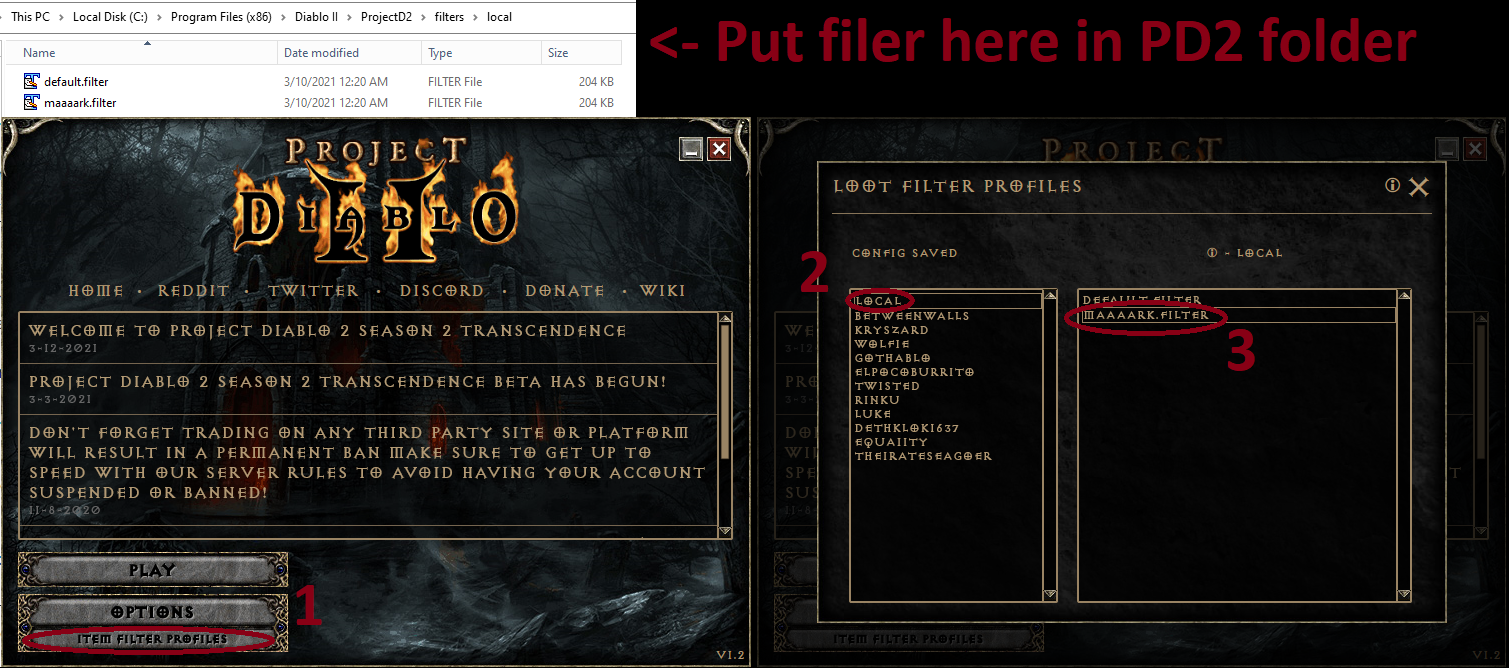 This PC > Local Disk (C:) > Program Files (x86) > Diablo II > ProjectD2 > filters > local
Name Date modified Type Size
default.filter 3/10/2021 12:20 AM FILTER File 204 KB
maaaark.filter 3/10/2021 12:20 AM FILTER File 204 KB
<- Put filer here in PD2 folder
PROJECT
DIABLO II
HOME · REDDIT · TWITTER · DISCORD · DONATE · WIKI
WELCOME TO PROJECT DIABLO 2 SEASON 2 TRANSCENDENCE
3-12-2021
PROJECT DIABLO 2 SEASON 2 TRANSCENDENCE BETA HAS BEGUN!
3-3-2021
DON'T FORGET TRADING ON ANY THIRD PARTY SITE OR PLATFORM
WILL RESULT IN A PERMANENT BAN MAKE SURE TO GET UP TO
SPEED WITH OUR SERVER RULES TO AVOID HAVING YOUR ACCOUNT
SUSPENDED OR BANNED!
11-8-2020
PLAY
OPTIONS
1
ITEM FILTER PROFILES
V1.2
PROJECT
LOOT FILTER PROFILES
CONFIG SAVED
- LOCAL
2
LOCAL
BETWEENWALLS
KRYSZARD
WOLFIE
GOTHABLO
ELPOCOBURRITO
TWISTED
RINKU
LUKE
DETHKLOK1637
EQUAIITY
THEIRATESEAGOER
DEFAULT.FILTER
MAAAARK.FILTER
3
ITEM FILTER PROFILES
V1.2